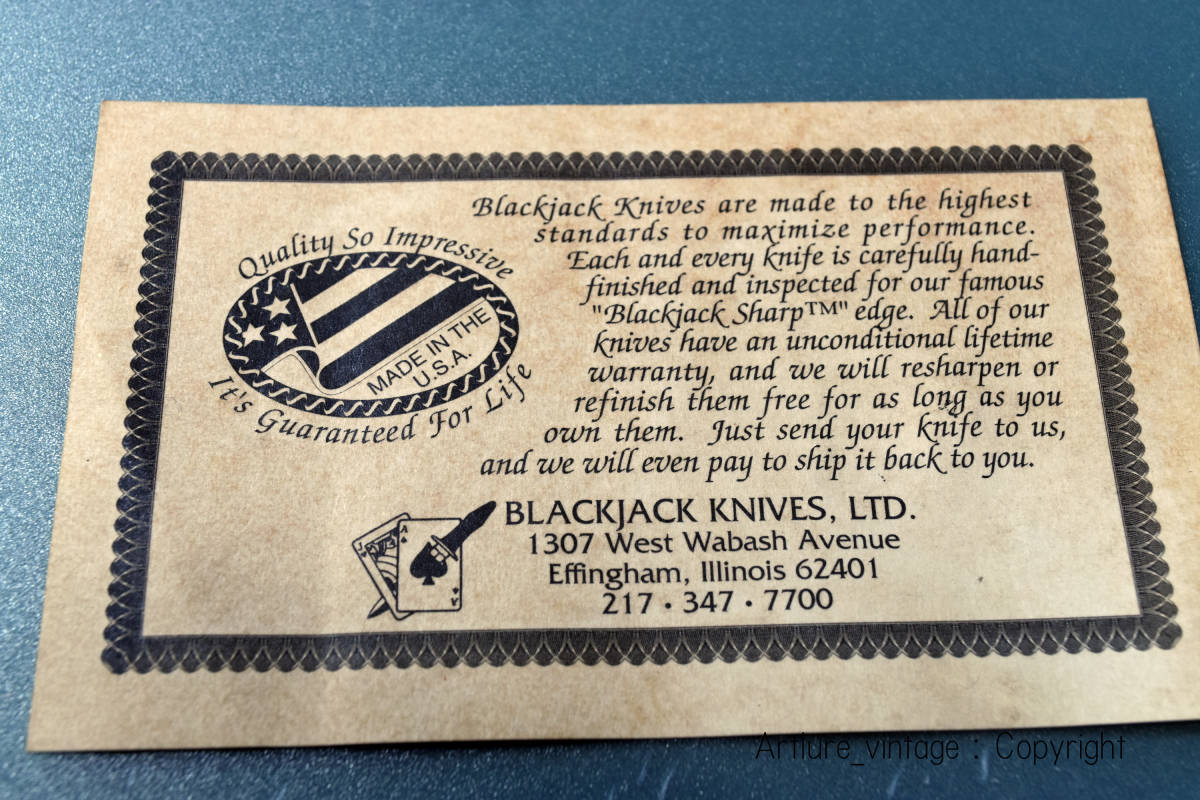 Blackjack Knives are made to the highest
standards to maximize performance.
Each and every knife is carefully hand-
finished and inspected for our famous
"Blackjack Sharp™" edge. All of our
knives have an unconditional lifetime
warranty, and we will resharpen or
refinish them free for as long as you
own them. Just send your knife to us,
and we will even pay to ship it back to you.
Quality So Impressive
MADE IN THE
U.S.A.
It's Guaranteed For Life
J
A
A
BLACKJACK KNIVES, LTD.
1307 West Wabash Avenue
Effingham, Illinois 62401
217 • 347 • 7700
Artlure_vintage : Copyright